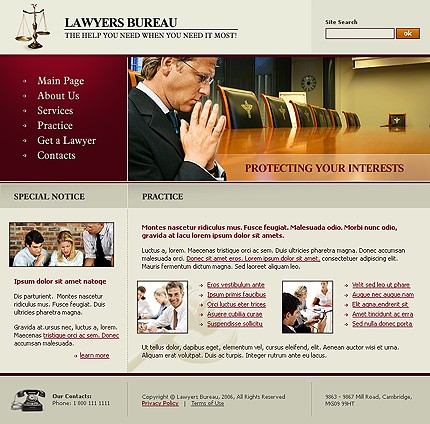 LAWYERS BUREAU
THE HELP YOU NEED WHEN YOU NEED IT MOST!
Site Search
ok
Main Page
About Us
Services
Practice
Get a Lawyer
Contacts
PROTECTING YOUR INTERESTS
SPECIAL NOTICE
Ipsum dolor sit amet natoqe
Dis parturient. Montes nascetur
ridiculus mus. Fusce feugiat. Duis
ultricies pharetra magna.
Gravida at.ursus nec, luctus a, lorem.
Maecenas tristique orci ac sem. Donec
accumsan malesuada.
learn more
PRACTICE
Montes nascetur ridiculus mus. Fusce feugiat. Malesuada odio. Morbi nunc odio,
gravida at lacu lorem ipsum dolor sit amets.
Luctus a, lorem. Maecenas tristique orci ac sem. Duis ultricies pharetra magna. Donec accumsan
malesuada orci. Donec sit amet eros. Lorem ipsum dolor sit amet, consectetuer adipiscing elit.
Mauris fermentum dictum magna. Sed laoreet aliquam leo.
Eros vestibulum ante
Ipsum primis faucibus
Orci luctus eter trices
Asuere cubilia curae
Suspendisse sollicitu
Velit sed leo ut phare
Augue nec augue nam
Elit agna,endrerit sit
Amet tincidunt ac erra
Sed nulla donec porta
Ut tellus dolor, dapibus eget, elementum vel, cursus eleifend, elit. Aenean auctor wisi et urna.
Aliquam erat volutpat. Duis ac turpis. Integer rutrum ante eu lacus.
Our Contacts:
Phone: 1 800 111 1111
Copyright © Lawyers Bureau, 2006, All Rights Reserved
Privacy Policy | Terms of Use
9863 - 9867 Mill Road, Cambridge,
MG09 99HT